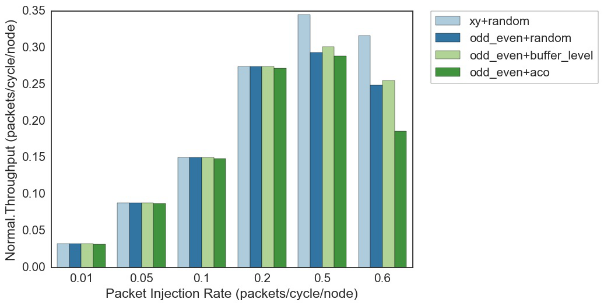 0.35
0.30
0.25
0.20
0.15
0.10
0.05
0.00
Normal.Throughput (packets/cycle/node)
0.01 0.05 0.1 0.2 0.5 0.6
Packet Injection Rate (packets/cycle/node)
xy+random
odd_even+random
odd_even+buffer_level
odd_even+aco